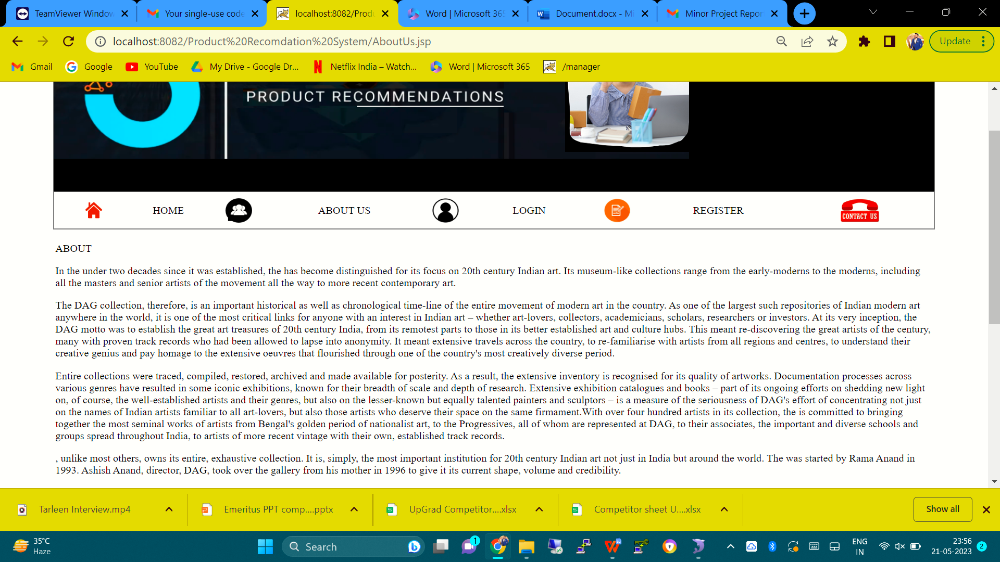 TeamViewer Window
Your single-use code
localhost:8082/Produ
Word | Microsoft 365
Document.docx - Mi
Minor Project Repor
localhost:8082/Product%20Recomdation%20System/AboutUs.jsp
Update
Gmail
Google
YouTube
My Drive - Google Dr...
Netflix India – Watch...
Word | Microsoft 365
/manager
PRODUCT RECOMMENDATIONS
HOME
ABOUT US
LOGIN
REGISTER
CONTACT US
ABOUT
In the under two decades since it was established, the has become distinguished for its focus on 20th century Indian art. Its museum-like collections range from the early-moderns to the moderns, including
all the masters and senior artists of the movement all the way to more recent contemporary art.
The DAG collection, therefore, is an important historical as well as chronological time-line of the entire movement of modern art in the country. As one of the largest such repositories of Indian modern art
anywhere in the world, it is one of the most critical links for anyone with an interest in Indian art – whether art-lovers, collectors, academicians, scholars, researchers or investors. At its very inception, the
DAG motto was to establish the great art treasures of 20th century India, from its remotest parts to those in its better established art and culture hubs. This meant re-discovering the great artists of the century,
many with proven track records who had been allowed to lapse into anonymity. It meant extensive travels across the country, to re-familiarise with artists from all regions and centres, to understand their
creative genius and pay homage to the extensive oeuvres that flourished through one of the country's most creatively diverse period.
Entire collections were traced, compiled, restored, archived and made available for posterity. As a result, the extensive inventory is recognised for its quality of artworks. Documentation processes across
various genres have resulted in some iconic exhibitions, known for their breadth of scale and depth of research. Extensive exhibition catalogues and books – part of its ongoing efforts on shedding new light
on, of course, the well-established artists and their genres, but also on the lesser-known but equally talented painters and sculptors – is a measure of the seriousness of DAG's effort of concentrating not just
on the names of Indian artists familiar to all art-lovers, but also those artists who deserve their space on the same firmament.With over four hundred artists in its collection, the is committed to bringing
together the most seminal works of artists from Bengal's golden period of nationalist art, to the Progressives, all of whom are represented at DAG, to their associates, the important and diverse schools and
groups spread throughout India, to artists of more recent vintage with their own, established track records.
, unlike most others, owns its entire, exhaustive collection. It is, simply, the most important institution for 20th century Indian art not just in India but around the world. The was started by Rama Anand in
1993. Ashish Anand, director, DAG, took over the gallery from his mother in 1996 to give it its current shape, volume and credibility.
Tarleen Interview.mp4
Emeritus PPT comp....pptx
UpGrad Competitor....xlsx
Competitor sheet U....xlsx
Show all
35°C
Haze
Search
1
ENG
IN
23:56
21-05-2023
2